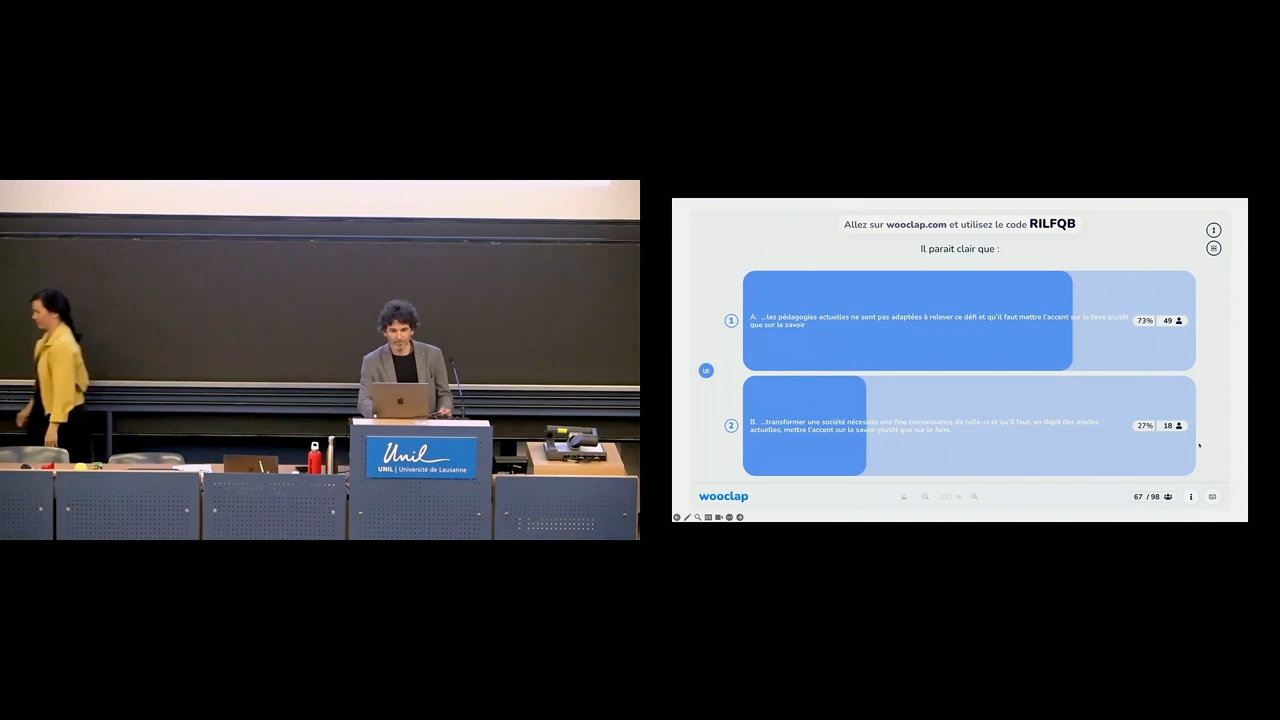 Unil
UNIL | Université de Lausanne
Allez sur wooclap.com et utilisez le code RILFQB
Il parait clair que :
1
A. ...les pédagogies actuelles ne sont pas adaptées à relever ce défi et qu'il faut mettre l'accent sur le faire plutôt
que sur le savoir
73% 49
2
B. ...transformer une société nécessite une fine connaissance de celle-ci et qu'il faut, en dépit des modes
actuelles, mettre l'accent sur le savoir plutôt que sur le faire.
27% 18
wooclap
100 %
67 / 98